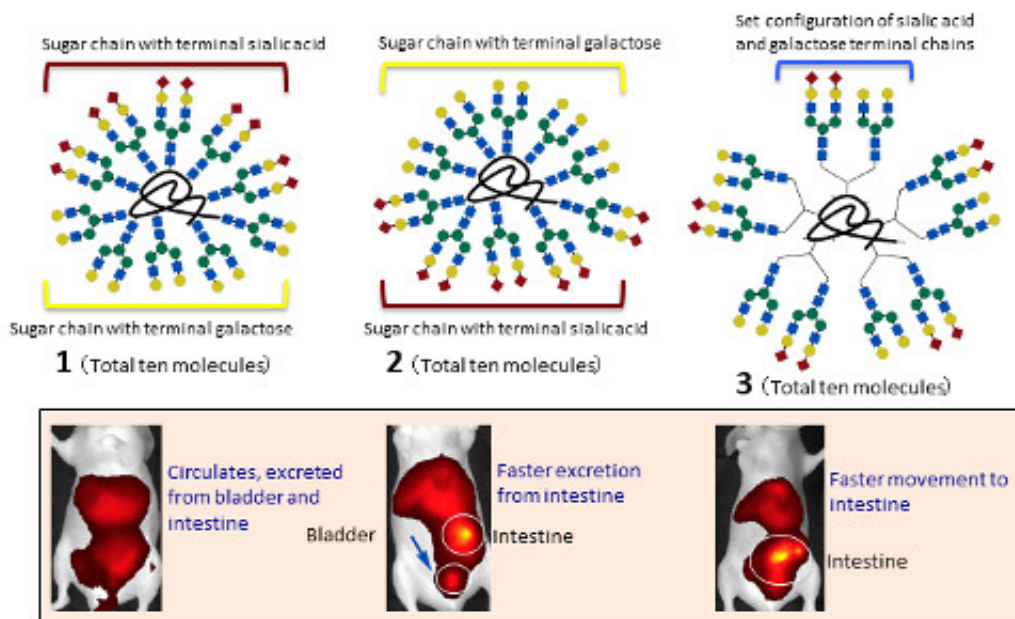 Sugar chain with terminal sialicacid
Sugar chain with terminal galactose
Set configuration of sialic acid
and galactose terminal chains
Sugar chain with terminal galactose
Sugar chain with terminal sialicacid
1 (Total ten molecules)
2 (Total ten molecules)
3 (Total ten molecules)
Circulates, excreted
from bladder and
intestine
Bladder
Faster excretion
from intestine
Intestine
Faster movement to
intestine
Intestine